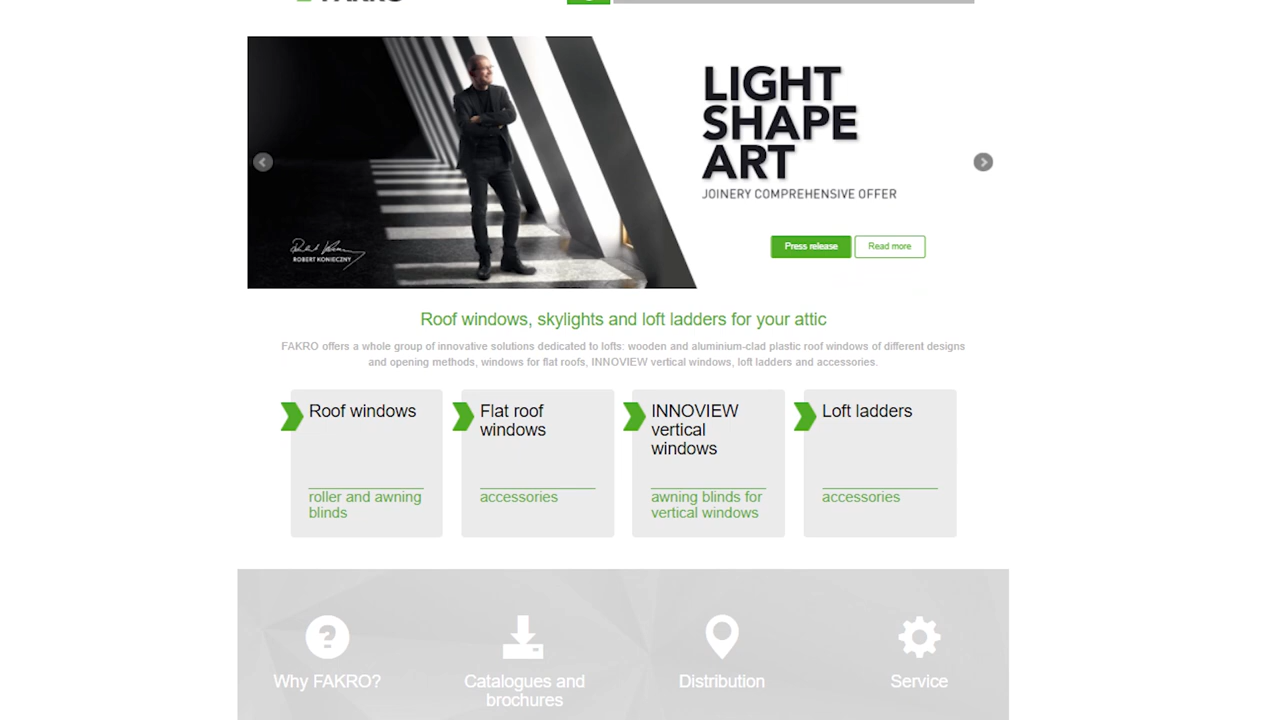 FAKRO
LIGHT
SHAPE
ART
JOINERY COMPREHENSIVE OFFER
ROBERT KONIECZNY
Press release
Read more
Roof windows, skylights and loft ladders for your attic
FAKRO offers a whole group of innovative solutions dedicated to lofts: wooden and aluminium-clad plastic roof windows of different designs
and opening methods, windows for flat roofs, INNOVIEW vertical windows, loft ladders and accessories.
Roof windows
roller and awning
blinds
Flat roof
windows
accessories
INNOVIEW
vertical
windows
awning blinds for
vertical windows
Loft ladders
accessories
Why FAKRO?
Catalogues and
brochures
Distribution
Service